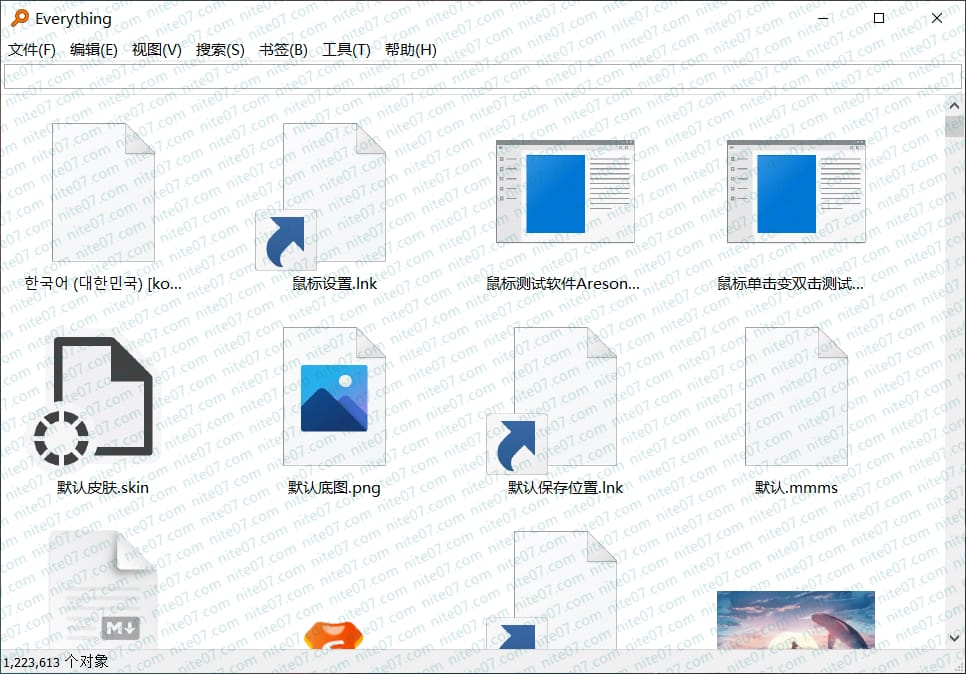 Everything
文件(F) 编辑(E) 视图(V) 搜索(S) 书签(B) 工具(T) 帮助(H)
한국어 (대한민국) [ko... 鼠标设置.lnk 鼠标测试软件Areson... 鼠标单击变双击测试...
默认皮肤.skin 默认底图.png 默认保存位置.lnk 默认.mmms
M
1,223,613 个对象
nite07.com